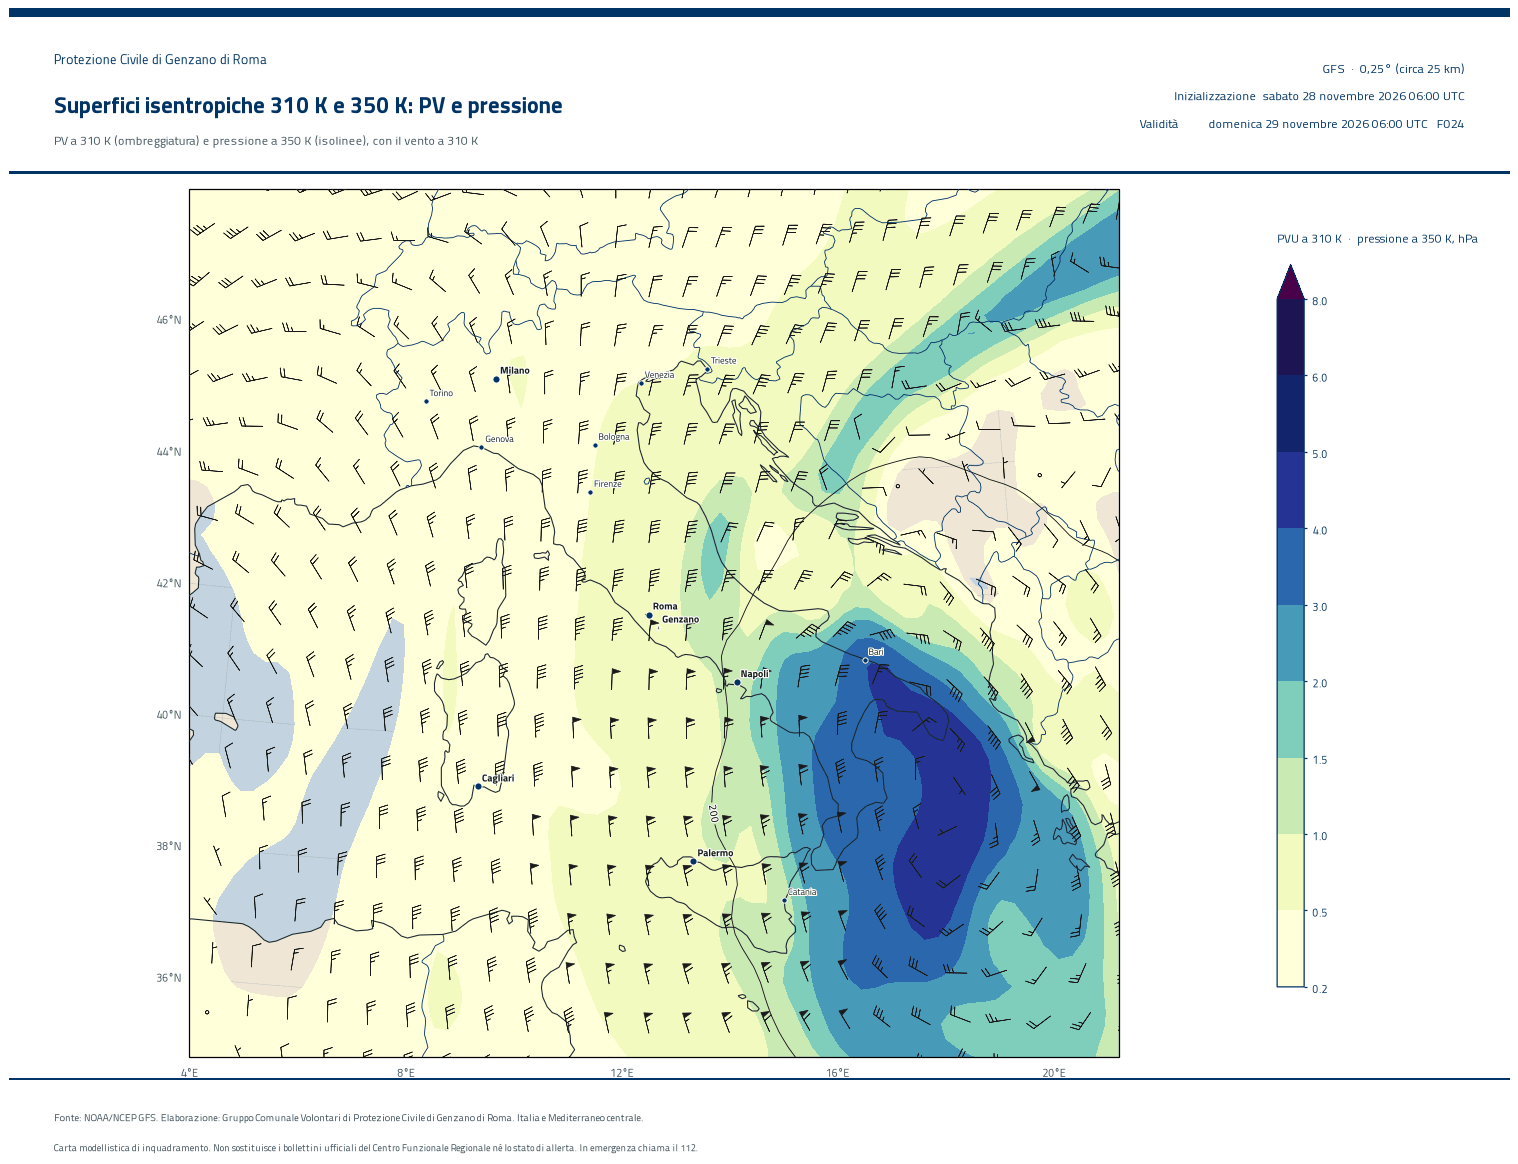 Protezione Civile di Genzano di Roma
Superfici isentropiche 310 K e 350 K: PV e pressione
PV a 310 K (ombreggiatura) e pressione a 350 K (isolinee), con il vento a 310 K
GFS · 0,25° (circa 25 km)
Inizializzazione sabato 28 novembre 2026 06:00 UTC
Validità domenica 29 novembre 2026 06:00 UTC F024
PVU a 310 K · pressione a 350 K, hPa
8.0
6.0
5.0
4.0
3.0
2.0
1.5
1.0
0.5
0.2
46°N
44°N
42°N
40°N
38°N
36°N
4°E
8°E
12°E
16°E
20°E
Milano
Torino
Venezia
Trieste
Genova
Bologna
Firenze
Roma
Genzano
Napoli
Bari
Cagliari
Palermo
Catania
200
Fonte: NOAA/NCEP GFS. Elaborazione: Gruppo Comunale Volontari di Protezione Civile di Genzano di Roma. Italia e Mediterraneo centrale.
Carta modellistica di inquadramento. Non sostituisce i bollettini ufficiali del Centro Funzionale Regionale né lo stato di allerta. In emergenza chiama il 112.